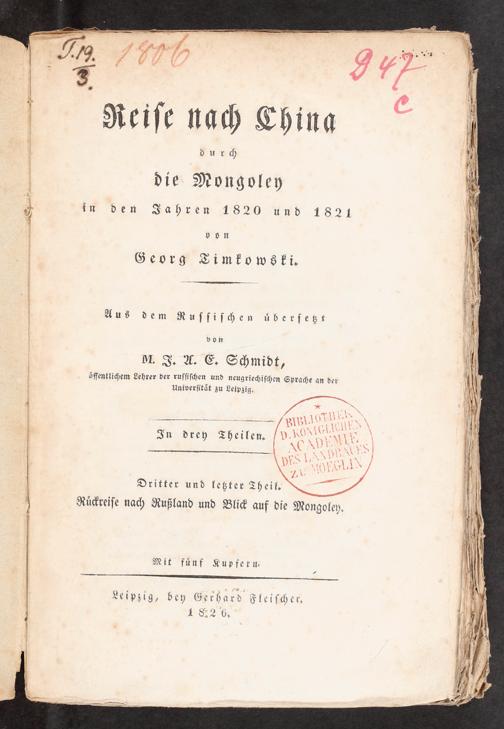 T. 19.
3.
1806
D 47
C
Reise nach China
durch
die Mongoley
in den Jahren 1820 und 1821
von
Georg Timkowski.
Aus dem Russischen übersetzt
von
M. J. A. E. Schmidt,
öffentlichem Lehrer der russischen und neugriechischen Sprache an der
Universität zu Leipzig.
In drey Theilen.
BIBLIOTHEK
D. KÖNIGLICHEN
ACADEMIE
DES LANDBAUES
ZU MOEGLIN
Dritter und letzter Theil.
Rückreise nach Rußland und Blick auf die Mongoley.
Mit fünf Kupfern.
Leipzig, bey Gerhard Fleischer.
1826.